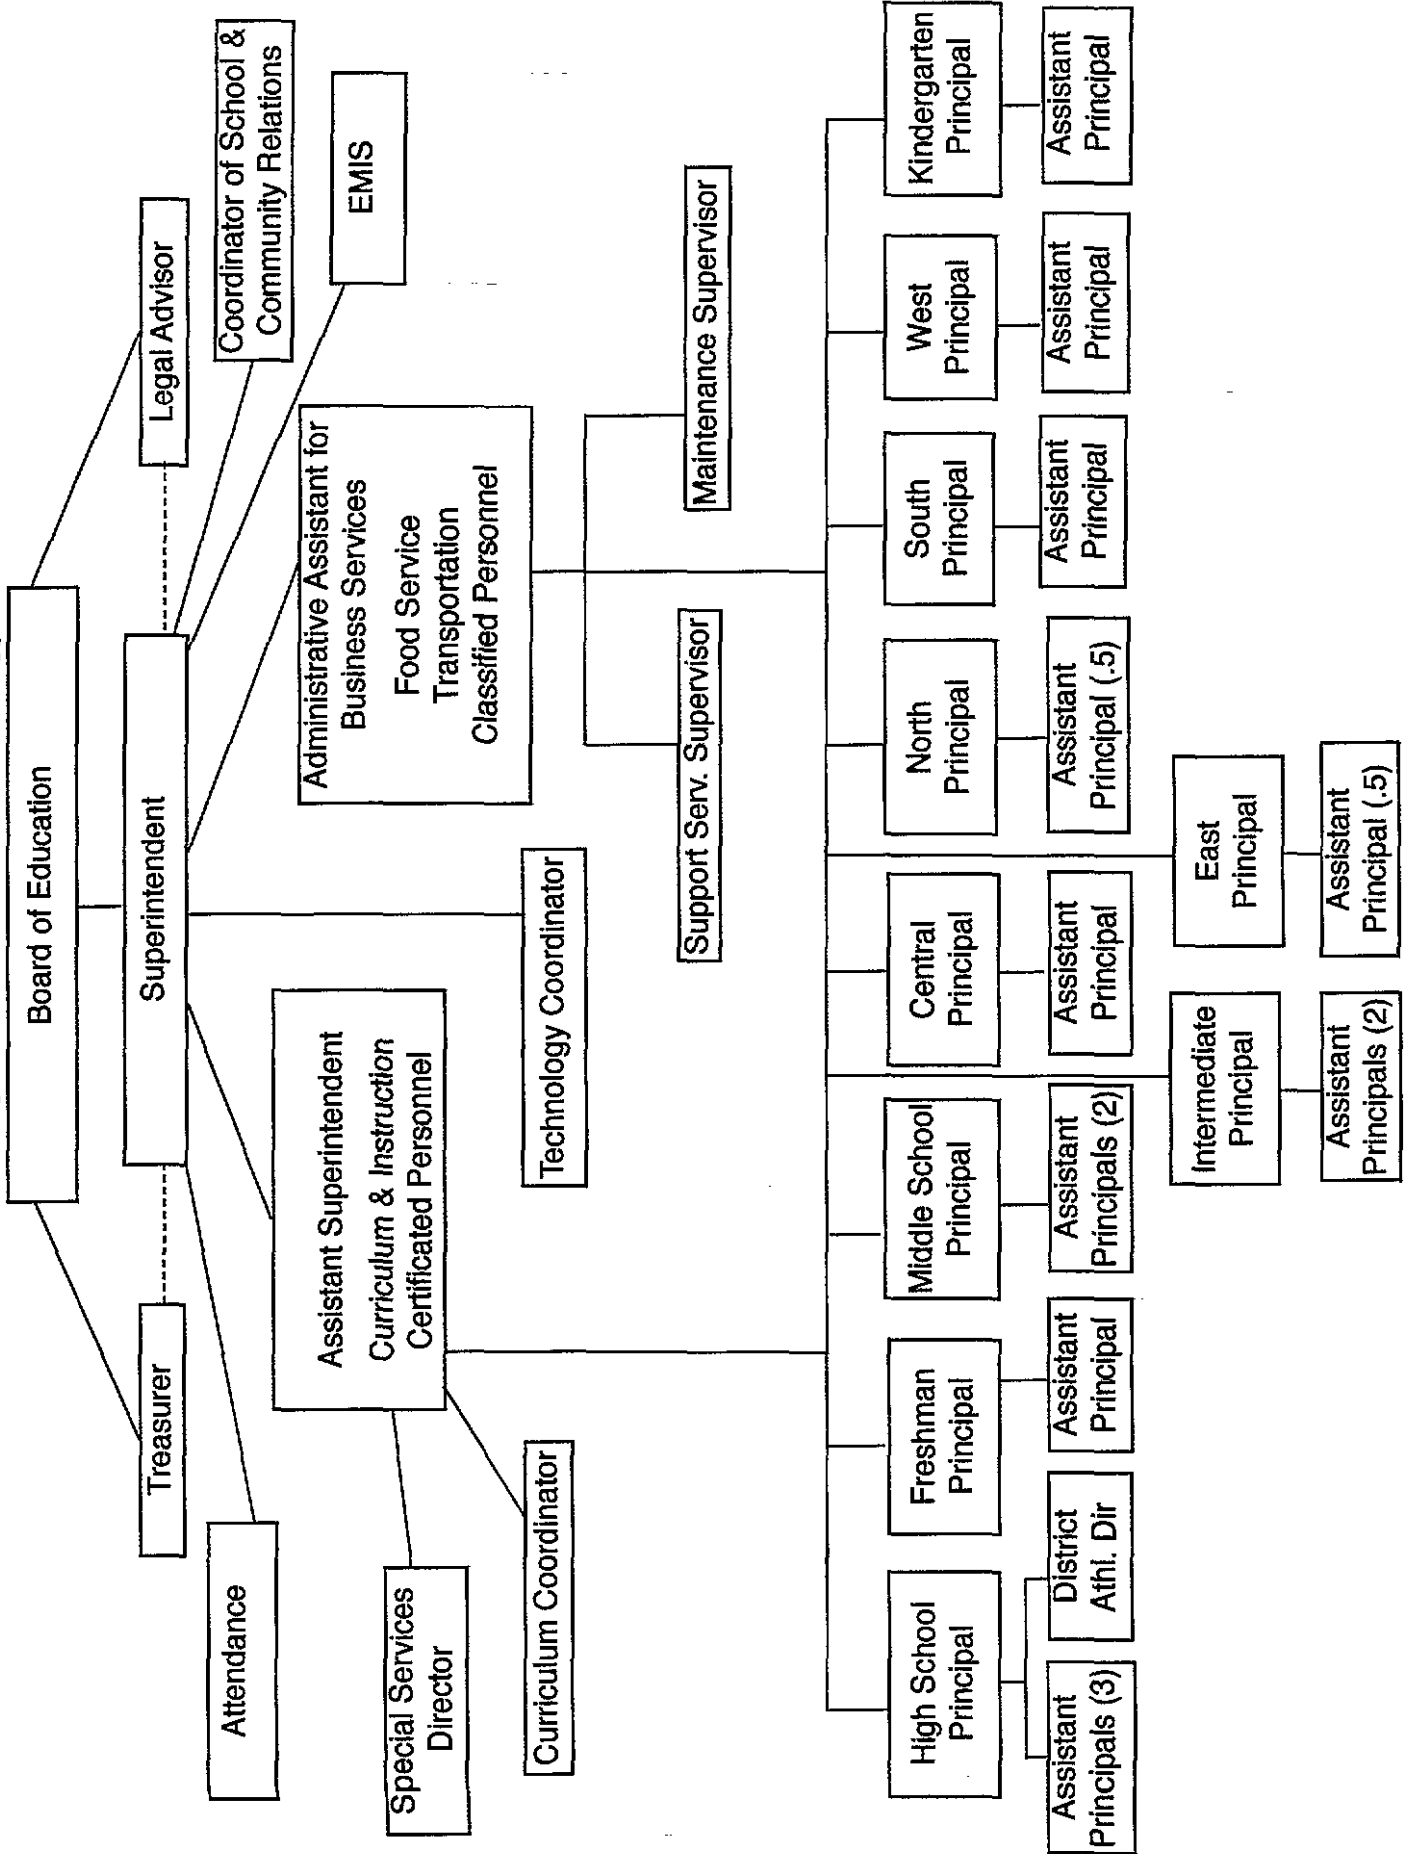 Board of Education
Treasurer
Superintendent
Legal Advisor
Attendance
Coordinator of School &
Community Relations
EMIS
Assistant Superintendent
Curriculum & Instruction
Certificated Personnel
Administrative Assistant for
Business Services
Food Service
Transportation
Classified Personnel
Special Services
Director
Curriculum Coordinator
Technology Coordinator
Support Serv. Supervisor
Maintenance Supervisor
High School
Principal
Freshman
Principal
Middle School
Principal
Central
Principal
North
Principal
South
Principal
West
Principal
Kindergarten
Principal
Assistant
Principals (3)
District
Athl. Dir
Assistant
Principal
Assistant
Principals (2)
Assistant
Principal
Assistant
Principal (.5)
Assistant
Principal
Assistant
Principal
Assistant
Principal
Intermediate
Principal
East
Principal
Assistant
Principals (2)
Assistant
Principal (.5)